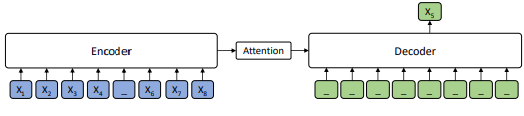 X₅
Encoder
Attention
Decoder
X₁ X₂ X₃ X₄ _ X₆ X₇ X₈
_ _ _ _ _ _ _ _